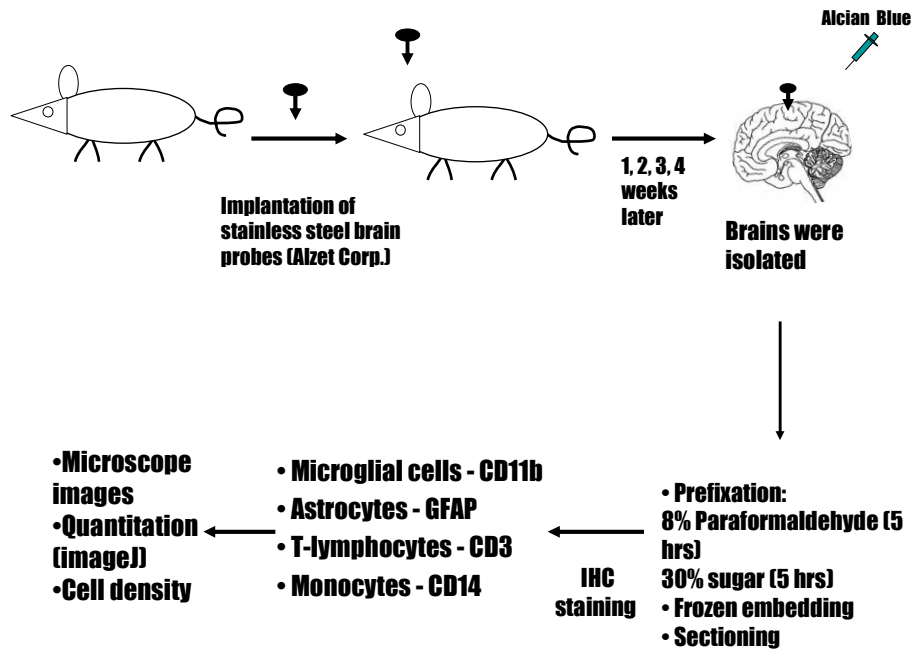 Alcian Blue
Implantation of
stainless steel brain
probes (Alzet Corp.)
1, 2, 3, 4
weeks
later
Brains were
isolated
• Prefixation:
8% Paraformaldehyde (5
hrs)
30% sugar (5 hrs)
• Frozen embedding
• Sectioning
IHC
staining
• Microglial cells - CD11b
• Astrocytes - GFAP
• T-lymphocytes - CD3
• Monocytes - CD14
•Microscope
images
•Quantitation
(imageJ)
•Cell density